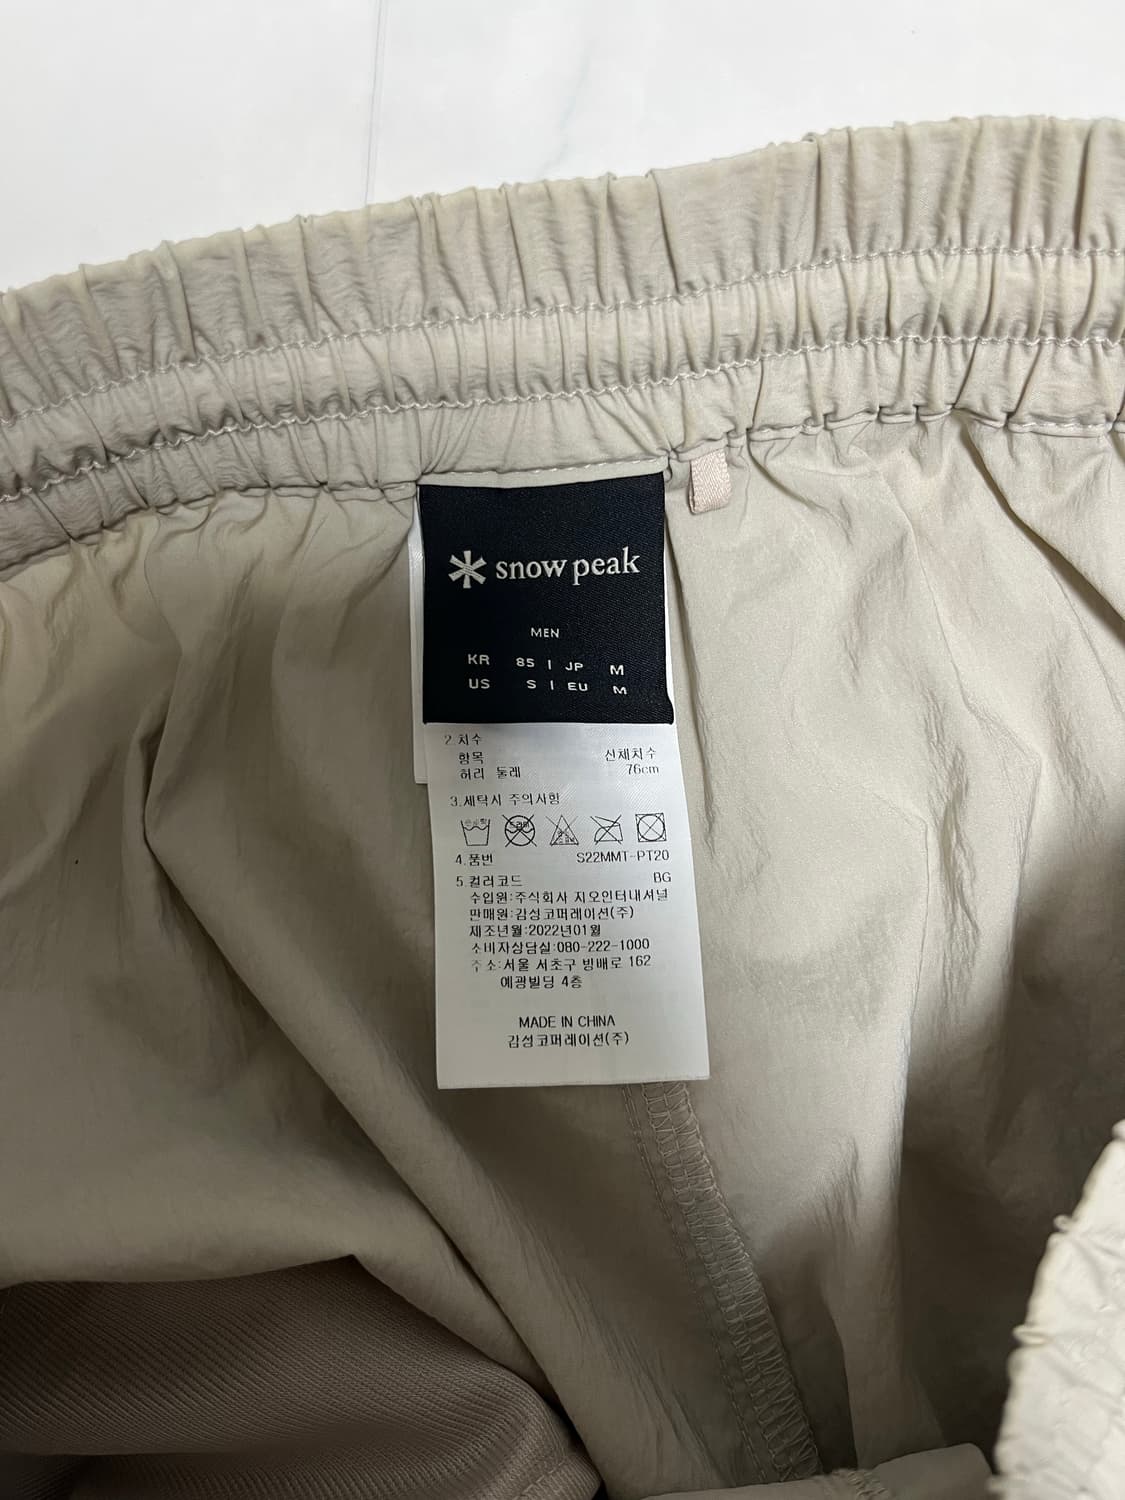 snow peak
MEN
KR 85 | JP M
US S | EU M
2.치수
항목 신체치수
허리 둘레 76cm
3.세탁시 주의사항
4.품번 S22MMT-PT20
5.컬러코드 BG
수입원:주식회사 지오인터내셔널
판매원:감성코퍼레이션(주)
제조년월:2022년01월
소비자상담실:080-222-1000
주소:서울 서초구 방배로 162
예광빌딩 4층
MADE IN CHINA
감성코퍼레이션(주)